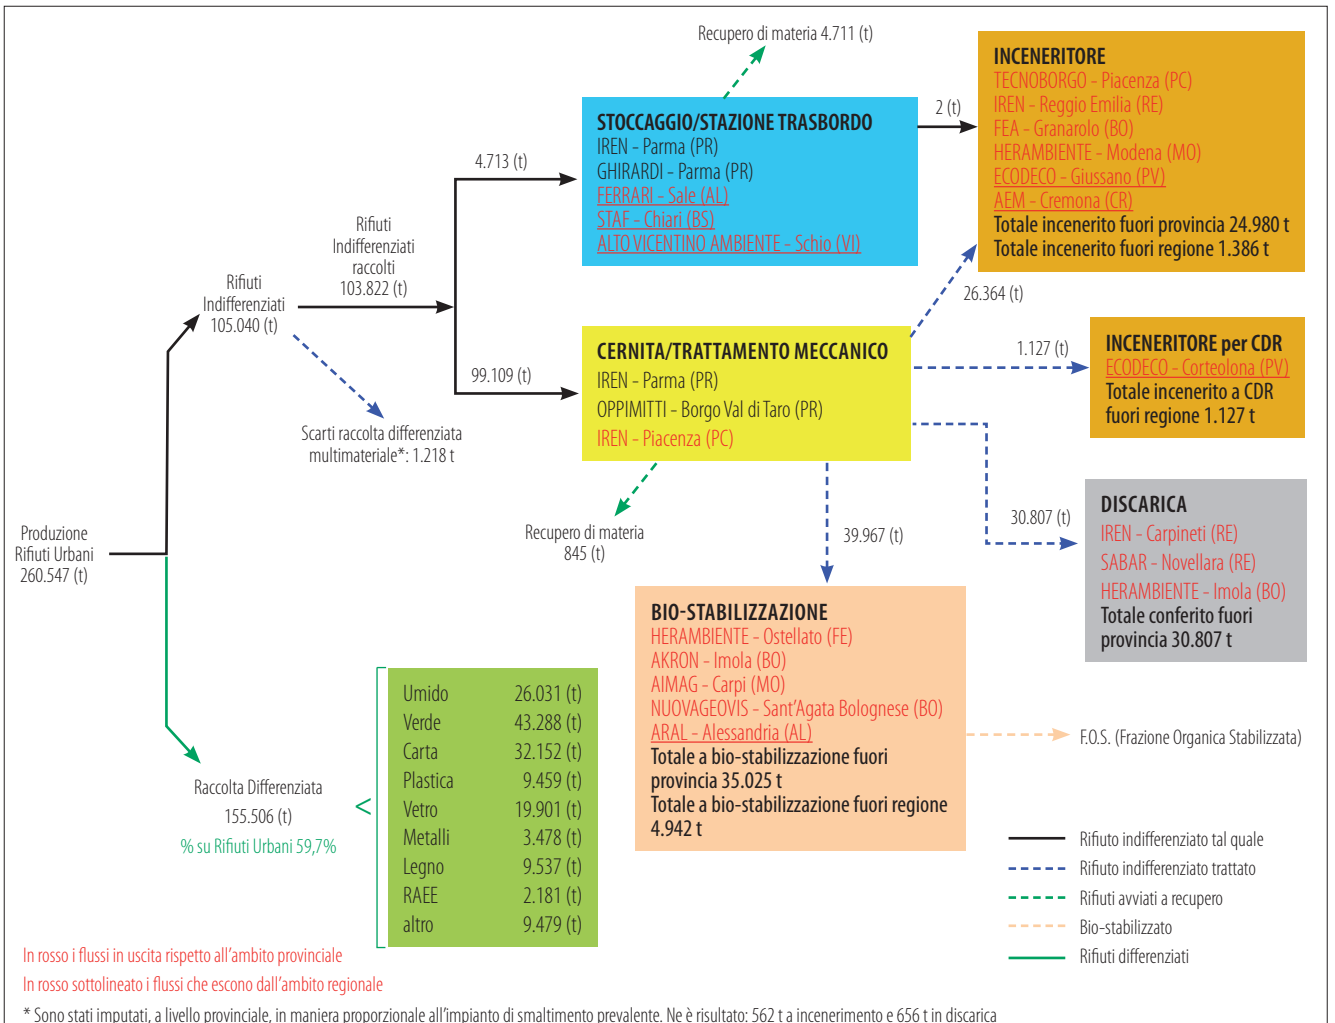 Recupero di materia 4.711 (t)
INCENERITORE
TECNOBORGO - Piacenza (PC)
IREN - Reggio Emilia (RE)
FEA - Granarolo (BO)
HERAMBIENTE - Modena (MO)
ECODECO - Giussano (PV)
AEM - Cremona (CR)
Totale incenerito fuori provincia 24.980 t
Totale incenerito fuori regione 1.386 t
2 (t)
STOCCAGGIO/STAZIONE TRASBORDO
IREN - Parma (PR)
GHIRARDI - Parma (PR)
FERRARI - Sale (AL)
STAF - Chiari (BS)
ALTO VICENTINO AMBIENTE - Schio (VI)
4.713 (t)
Rifiuti
Indifferenziati
raccolti
103.822 (t)
Rifiuti
Indifferenziati
105.040 (t)
26.364 (t)
99.109 (t)
CERNITA/TRATTAMENTO MECCANICO
IREN - Parma (PR)
OPPIMITTI - Borgo Val di Taro (PR)
IREN - Piacenza (PC)
1.127 (t)
INCENERITORE per CDR
ECODECO - Corteolona (PV)
Totale incenerito a CDR
fuori regione 1.127 t
Scarti raccolta differenziata
multimateriale*: 1.218 t
Produzione
Rifiuti Urbani
260.547 (t)
Recupero di materia
845 (t)
39.967 (t)
30.807 (t)
DISCARICA
IREN - Carpineti (RE)
SABAR - Novellara (RE)
HERAMBIENTE - Imola (BO)
Totale conferito fuori
provincia 30.807 t
BIO-STABILIZZAZIONE
HERAMBIENTE - Ostellato (FE)
AKRON - Imola (BO)
AIMAG - Carpi (MO)
NUOVAGEOVIS - Sant'Agata Bolognese (BO)
ARAL - Alessandria (AL)
Totale a bio-stabilizzazione fuori
provincia 35.025 t
Totale a bio-stabilizzazione fuori regione
4.942 t
F.O.S. (Frazione Organica Stabilizzata)
Raccolta Differenziata
155.506 (t)
% su Rifiuti Urbani 59,7%
<
Umido 26.031 (t)
Verde 43.288 (t)
Carta 32.152 (t)
Plastica 9.459 (t)
Vetro 19.901 (t)
Metalli 3.478 (t)
Legno 9.537 (t)
RAEE 2.181 (t)
altro 9.479 (t)
Rifiuto indifferenziato tal quale
Rifiuto indifferenziato trattato
Rifiuti avviati a recupero
Bio-stabilizzato
Rifiuti differenziati
In rosso i flussi in uscita rispetto all'ambito provinciale
In rosso sottolineato i flussi che escono dall'ambito regionale
* Sono stati imputati, a livello provinciale, in maniera proporzionale all'impianto di smaltimento prevalente. Ne è risultato: 562 t a incenerimento e 656 t in discarica